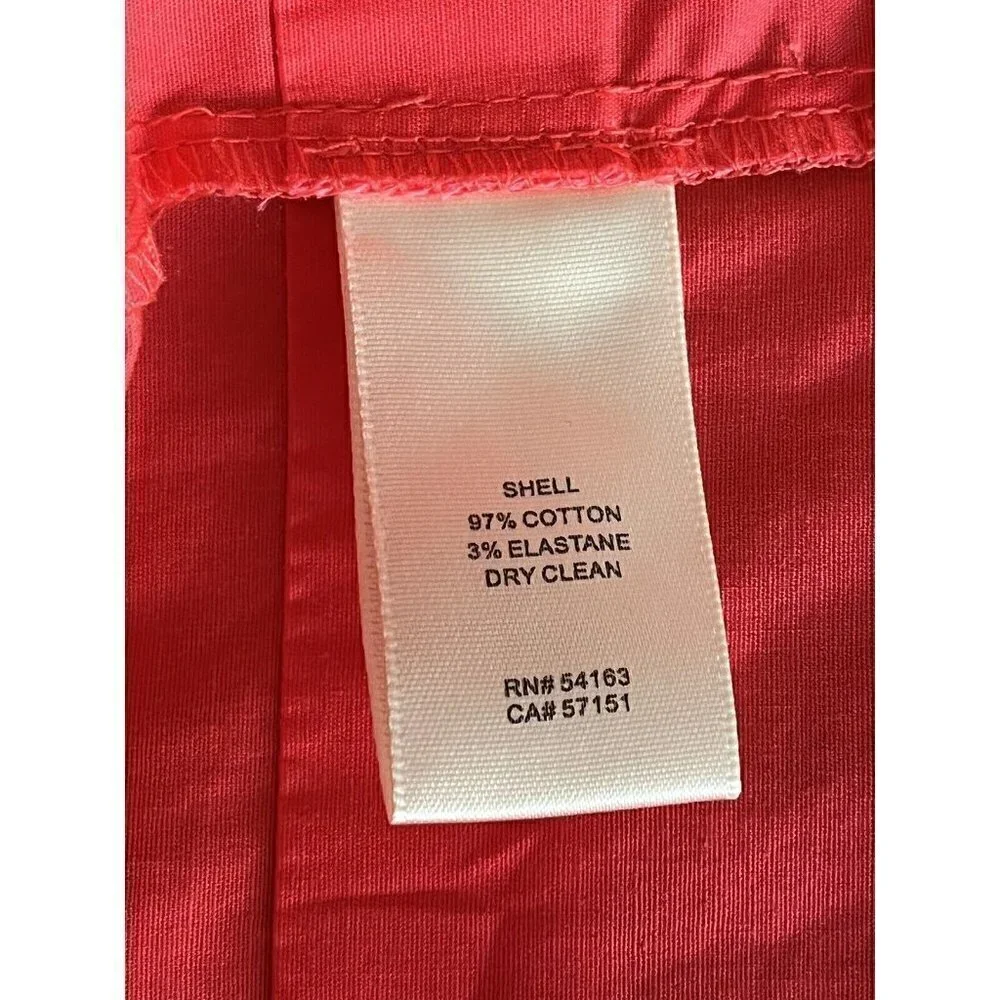 SHELL
97% COTTON
3% ELASTANE
DRY CLEAN
RN# 54163
CA# 57151